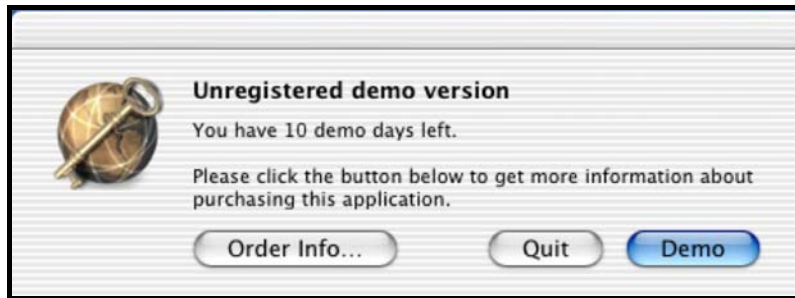 Unregistered demo version
You have 10 demo days left.
Please click the button below to get more information about
purchasing this application.
Order Info... Quit Demo